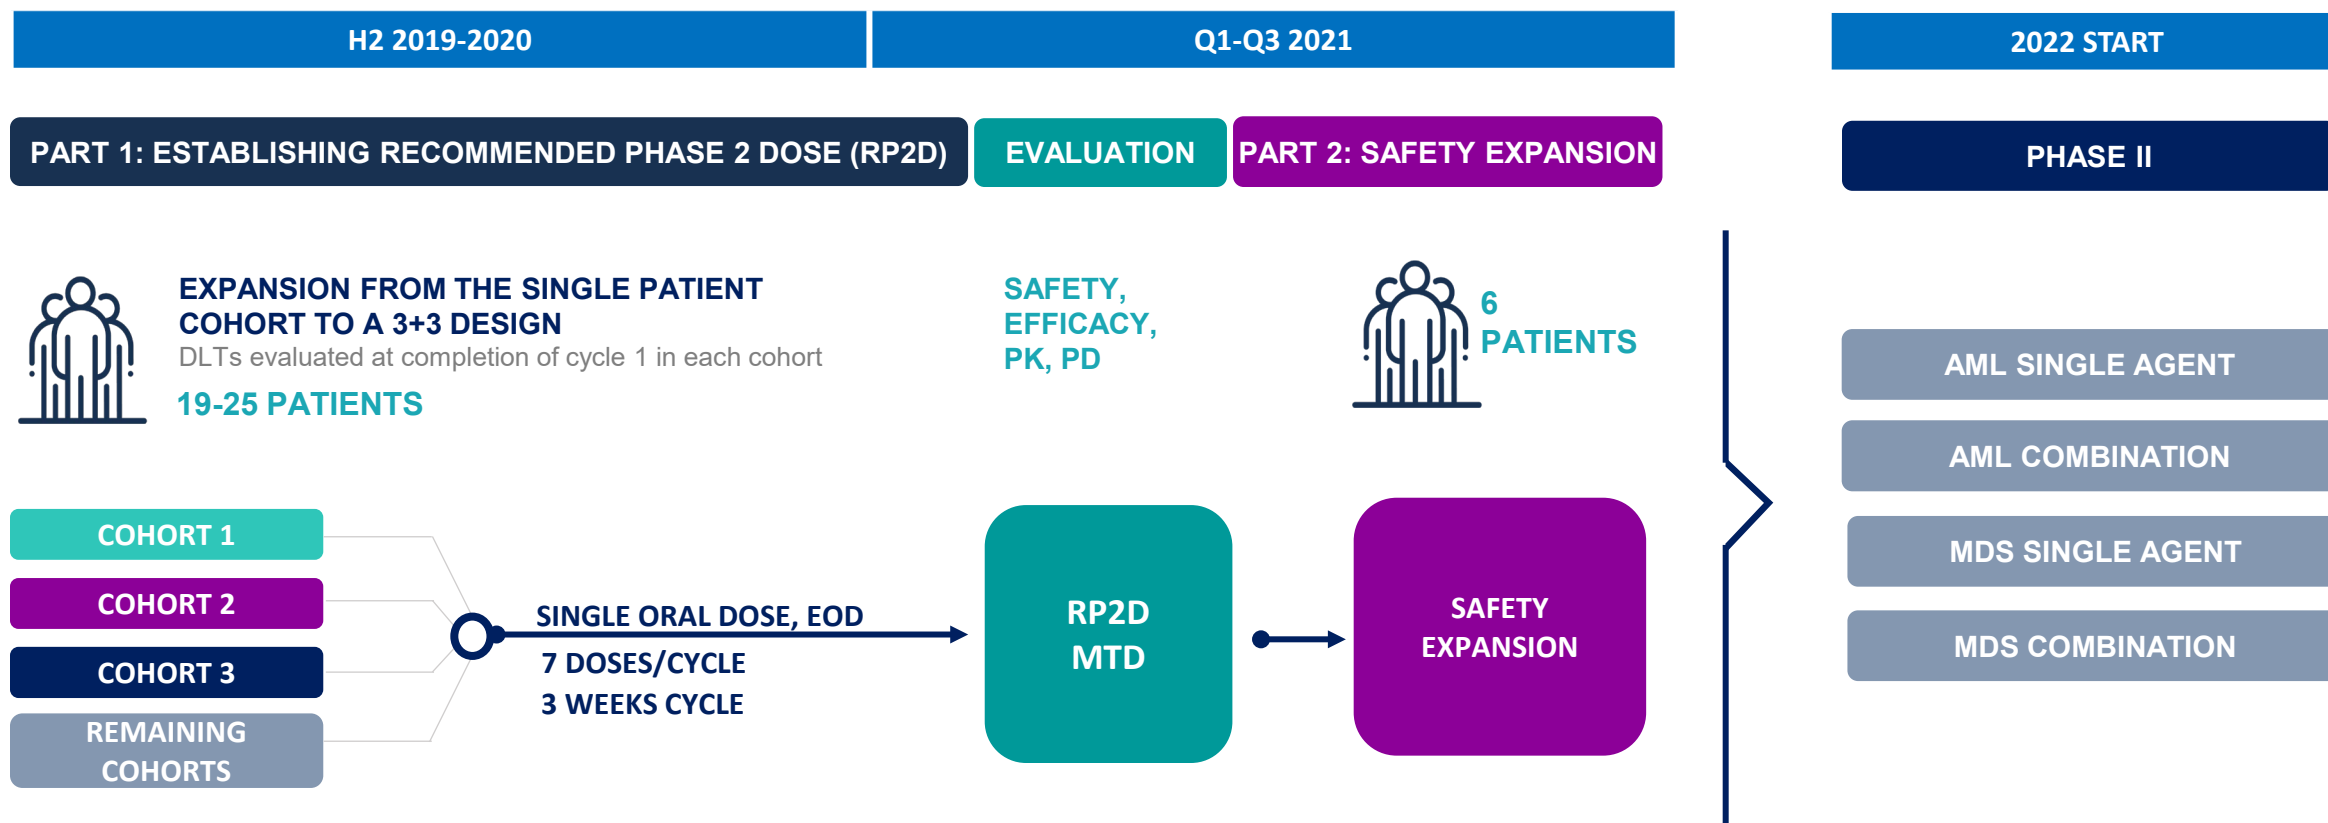 H2 2019-2020
Q1-Q3 2021
2022 START
PART 1: ESTABLISHING RECOMMENDED PHASE 2 DOSE (RP2D)
EVALUATION
PART 2: SAFETY EXPANSION
PHASE II
EXPANSION FROM THE SINGLE PATIENT
COHORT TO A 3+3 DESIGN
DLTs evaluated at completion of cycle 1 in each cohort
19-25 PATIENTS
SAFETY,
EFFICACY,
PK, PD
6
PATIENTS
COHORT 1
COHORT 2
COHORT 3
REMAINING
COHORTS
SINGLE ORAL DOSE, EOD
7 DOSES/CYCLE
3 WEEKS CYCLE
RP2D
MTD
SAFETY
EXPANSION
AML SINGLE AGENT
AML COMBINATION
MDS SINGLE AGENT
MDS COMBINATION